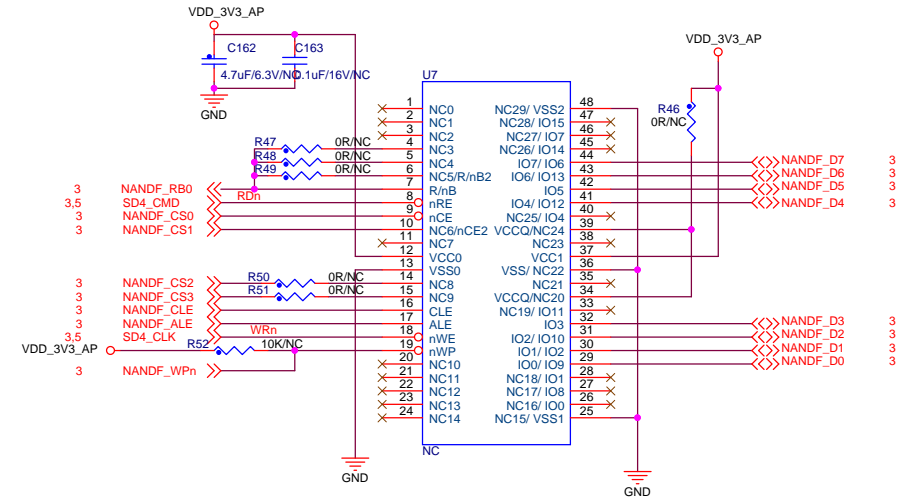 VDD_3V3_AP
C162
C163
4.7uF/6.3V/NC
0.1uF/16V/NC
GND
VDD_3V3_AP
R46
0R/NC
U7
1 NC0 NC29/ VSS2 48
2 NC1 NC28/ IO15 47
3 NC2 NC27/ IO7 46
R47 0R/NC 4 NC3 NC26/ IO14 45
R48 0R/NC 5 NC4 IO7/ IO6 44 NANDF_D7 3
R49 0R/NC 6 NC5/R/nB2 IO6/ IO13 43 NANDF_D6 3
3 NANDF_RB0 7 R/nB IO5 42 NANDF_D5 3
3,5 SD4_CMD RDn 8 nRE IO4/ IO12 41 NANDF_D4 3
3 NANDF_CS0 9 nCE NC25/ IO4 40
3 NANDF_CS1 10 NC6/nCE2 VCCQ/NC24 39
11 NC7 NC23 38
12 VCC0 VCC1 37
13 VSS0 VSS/ NC22 36
3 NANDF_CS2 R50 0R/NC 14 NC8 NC21 35
3 NANDF_CS3 R51 0R/NC 15 NC9 VCCQ/NC20 34
3 NANDF_CLE 16 CLE NC19/ IO11 33
3 NANDF_ALE 17 ALE IO3 32 NANDF_D3 3
3,5 SD4_CLK WRn 18 nWE IO2/ IO10 31 NANDF_D2 3
VDD_3V3_AP R52 10K/NC 19 nWP IO1/ IO2 30 NANDF_D1 3
20 NC10 IO0/ IO9 29 NANDF_D0 3
3 NANDF_WPn 21 NC11 NC18/ IO1 28
22 NC12 NC17/ IO8 27
23 NC13 NC16/ IO0 26
24 NC14 NC15/ VSS1 25
NC
GND
GND